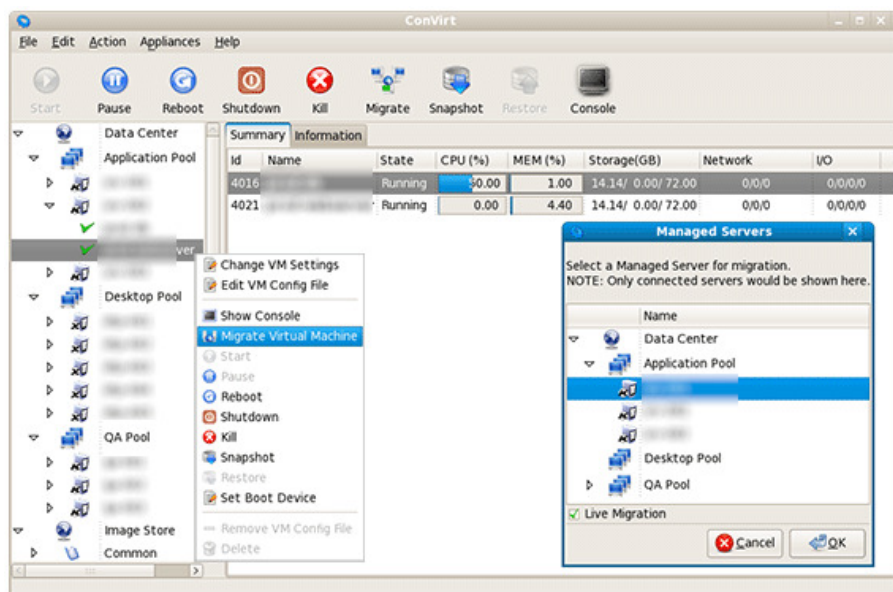 ConVirt
File Edit Action Appliances Help
Start Pause Reboot Shutdown Kill Migrate Snapshot Restore Console
Data Center
Application Pool
ver
Desktop Pool
QA Pool
Image Store
Common
Summary Information
Id Name State CPU (%) MEM (%) Storage(GB) Network I/O
4016 Running 50.00 1.00 14.14/ 0.00/72.00 0/0/0 0/0/0/0
4021 Running 0.00 4.40 14.14/ 0.00/72.00 0/0/0 0/0/0/0
Change VM Settings
Edit VM Config File
Show Console
Migrate Virtual Machine
Start
Pause
Reboot
Shutdown
Kill
Snapshot
Restore
Set Boot Device
Remove VM Config File
Delete
Managed Servers
Select a Managed Server for migration.
NOTE: Only connected servers would be shown here.
Name
Data Center
Application Pool
Desktop Pool
QA Pool
Live Migration
Cancel OK